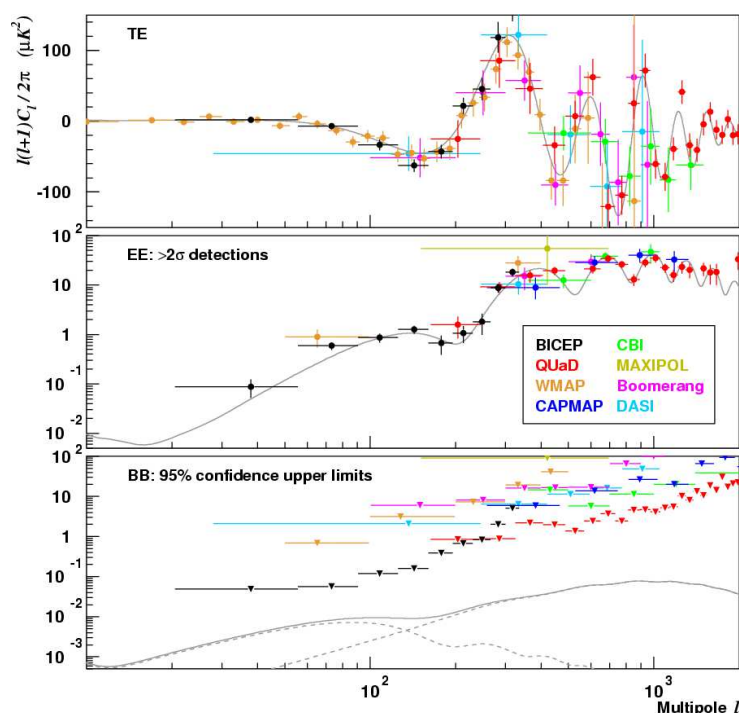 l(l+1)C_l / 2π (μK²)
TE
100
0
-100
EE: >2σ detections
10²
10
1
10⁻¹
10⁻²
BICEP
QUaD
WMAP
CAPMAP
CBI
MAXIPOL
Boomerang
DASI
BB: 95% confidence upper limits
10²
10
1
10⁻¹
10⁻²
10⁻³
10²
10³
Multipole l